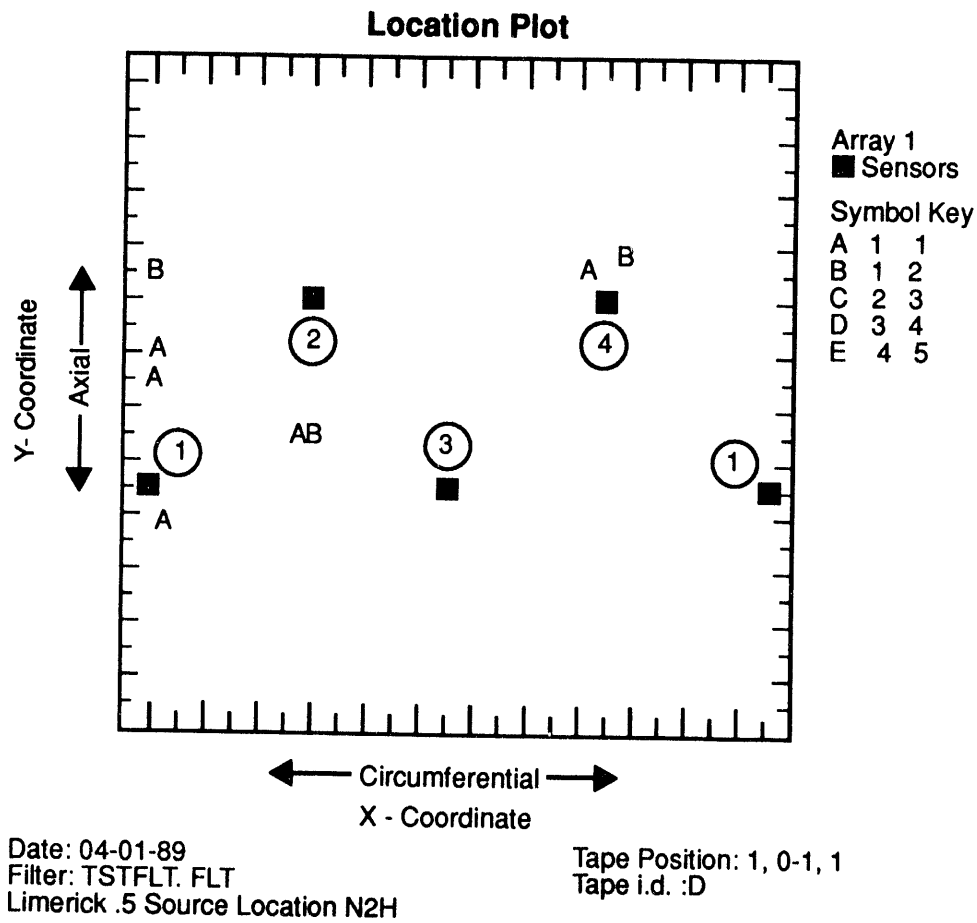 Location Plot
Array 1
■ Sensors
Symbol Key
A 1 1
B 1 2
C 2 3
D 3 4
E 4 5
B
A
B
2
4
A
A
AB
1
3
1
A
Y- Coordinate
Axial
Circumferential
X - Coordinate
Date: 04-01-89
Filter: TSTFLT. FLT
Limerick .5 Source Location N2H
Tape Position: 1, 0-1, 1
Tape i.d. :D